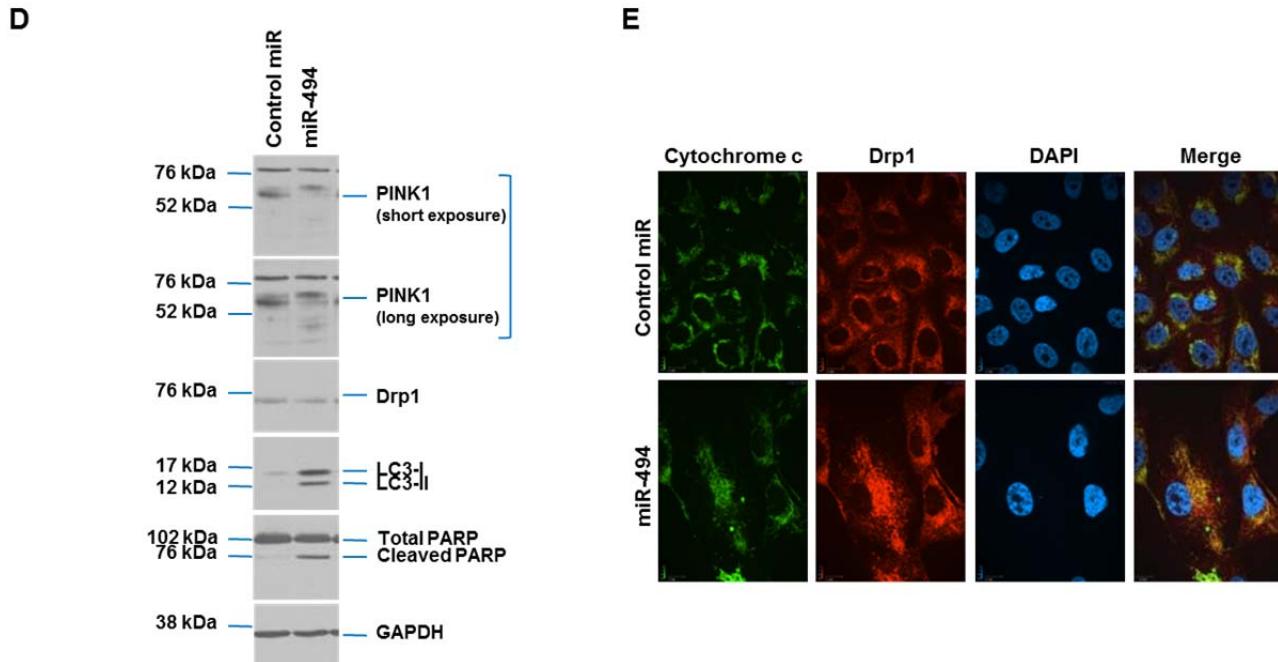 D
E
Control miR
miR-494
76 kDa
52 kDa
PINK1
(short exposure)
76 kDa
52 kDa
PINK1
(long exposure)
76 kDa
Drp1
17 kDa
12 kDa
LC3-I
LC3-II
102 kDa
76 kDa
Total PARP
Cleaved PARP
38 kDa
GAPDH
Cytochrome c Drp1 DAPI Merge
Control miR
miR-494